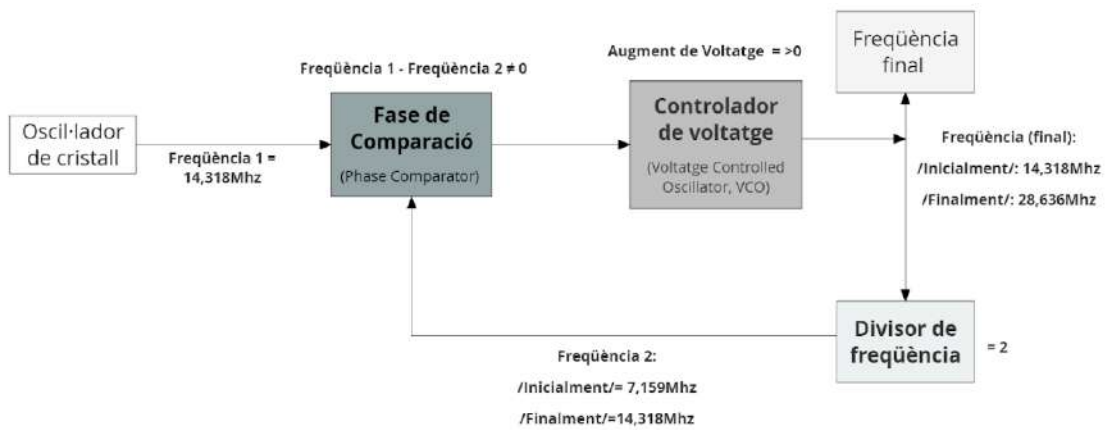 Oscil·lador
de cristall
Freqüència 1 =
14,318Mhz
Freqüència 1 - Freqüència 2 ≠ 0
Fase de
Comparació
(Phase Comparator)
Augment de Voltatge = >0
Controlador
de voltatge
(Voltatge Controlled
Oscillator, VCO)
Freqüència
final
Freqüència (final):
/Inicialment/: 14,318Mhz
/Finalment/: 28,636Mhz
Divisor de
freqüència
= 2
Freqüència 2:
/Inicialment/= 7,159Mhz
/Finalment/=14,318Mhz